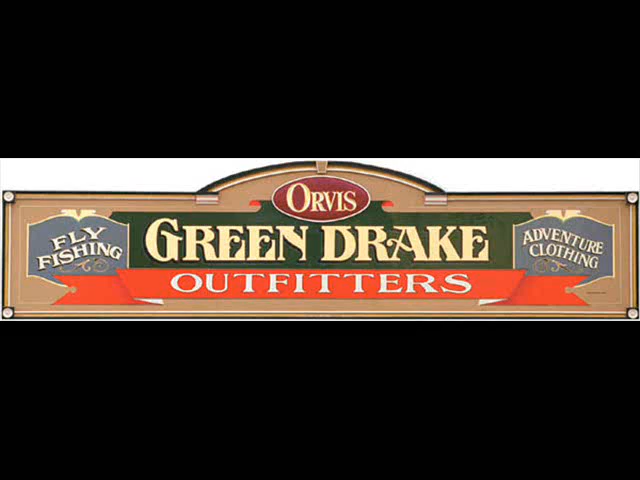 ORVIS
GREEN DRAKE
OUTFITTERS
FLY
FISHING
ADVENTURE
CLOTHING